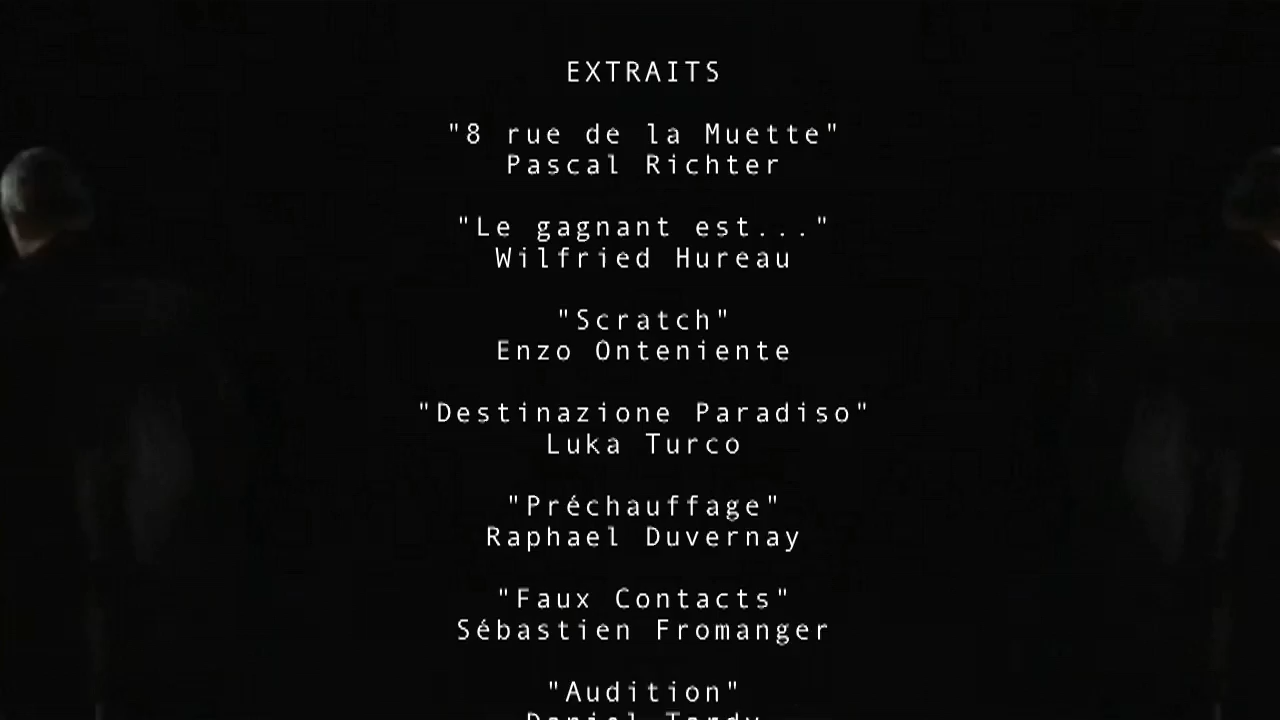 EXTRAITS
"8 rue de la Muette"
Pascal Richter
"Le gagnant est..."
Wilfried Hureau
"Scratch"
Enzo Onteniente
"Destinazione Paradiso"
Luka Turco
"Préchauffage"
Raphael Duvernay
"Faux Contacts"
Sébastien Fromanger
"Audition"